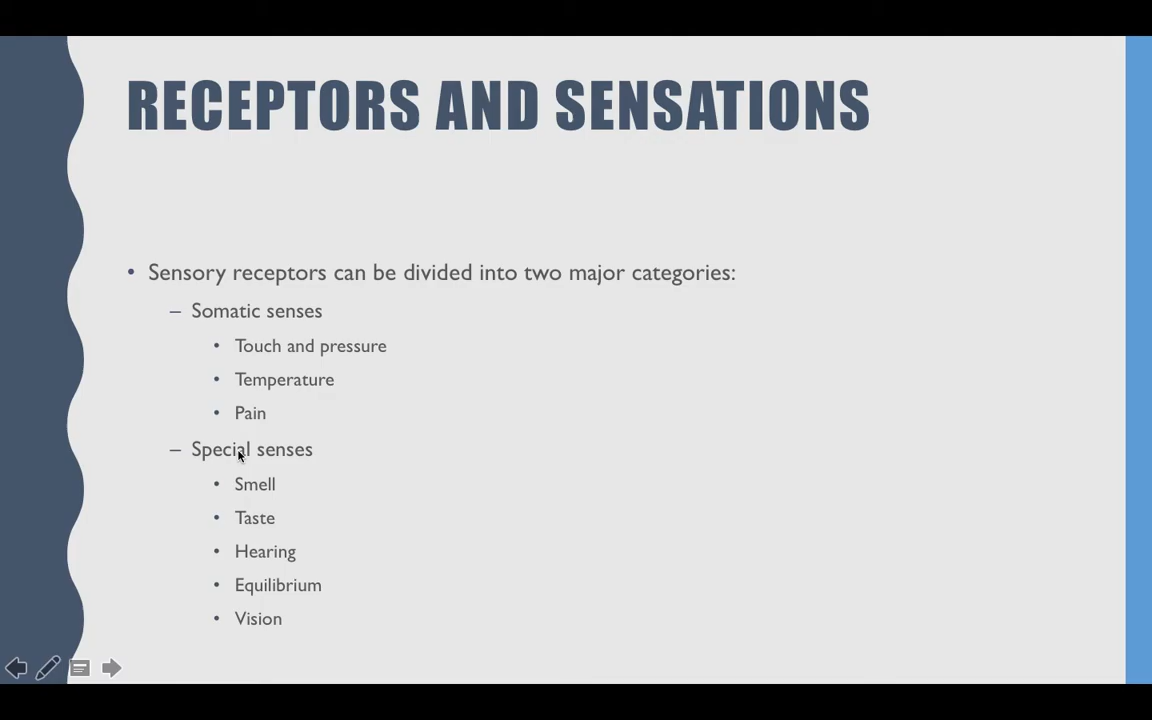 RECEPTORS AND SENSATIONS
• Sensory receptors can be divided into two major categories:
– Somatic senses
• Touch and pressure
• Temperature
• Pain
– Special senses
• Smell
• Taste
• Hearing
• Equilibrium
• Vision